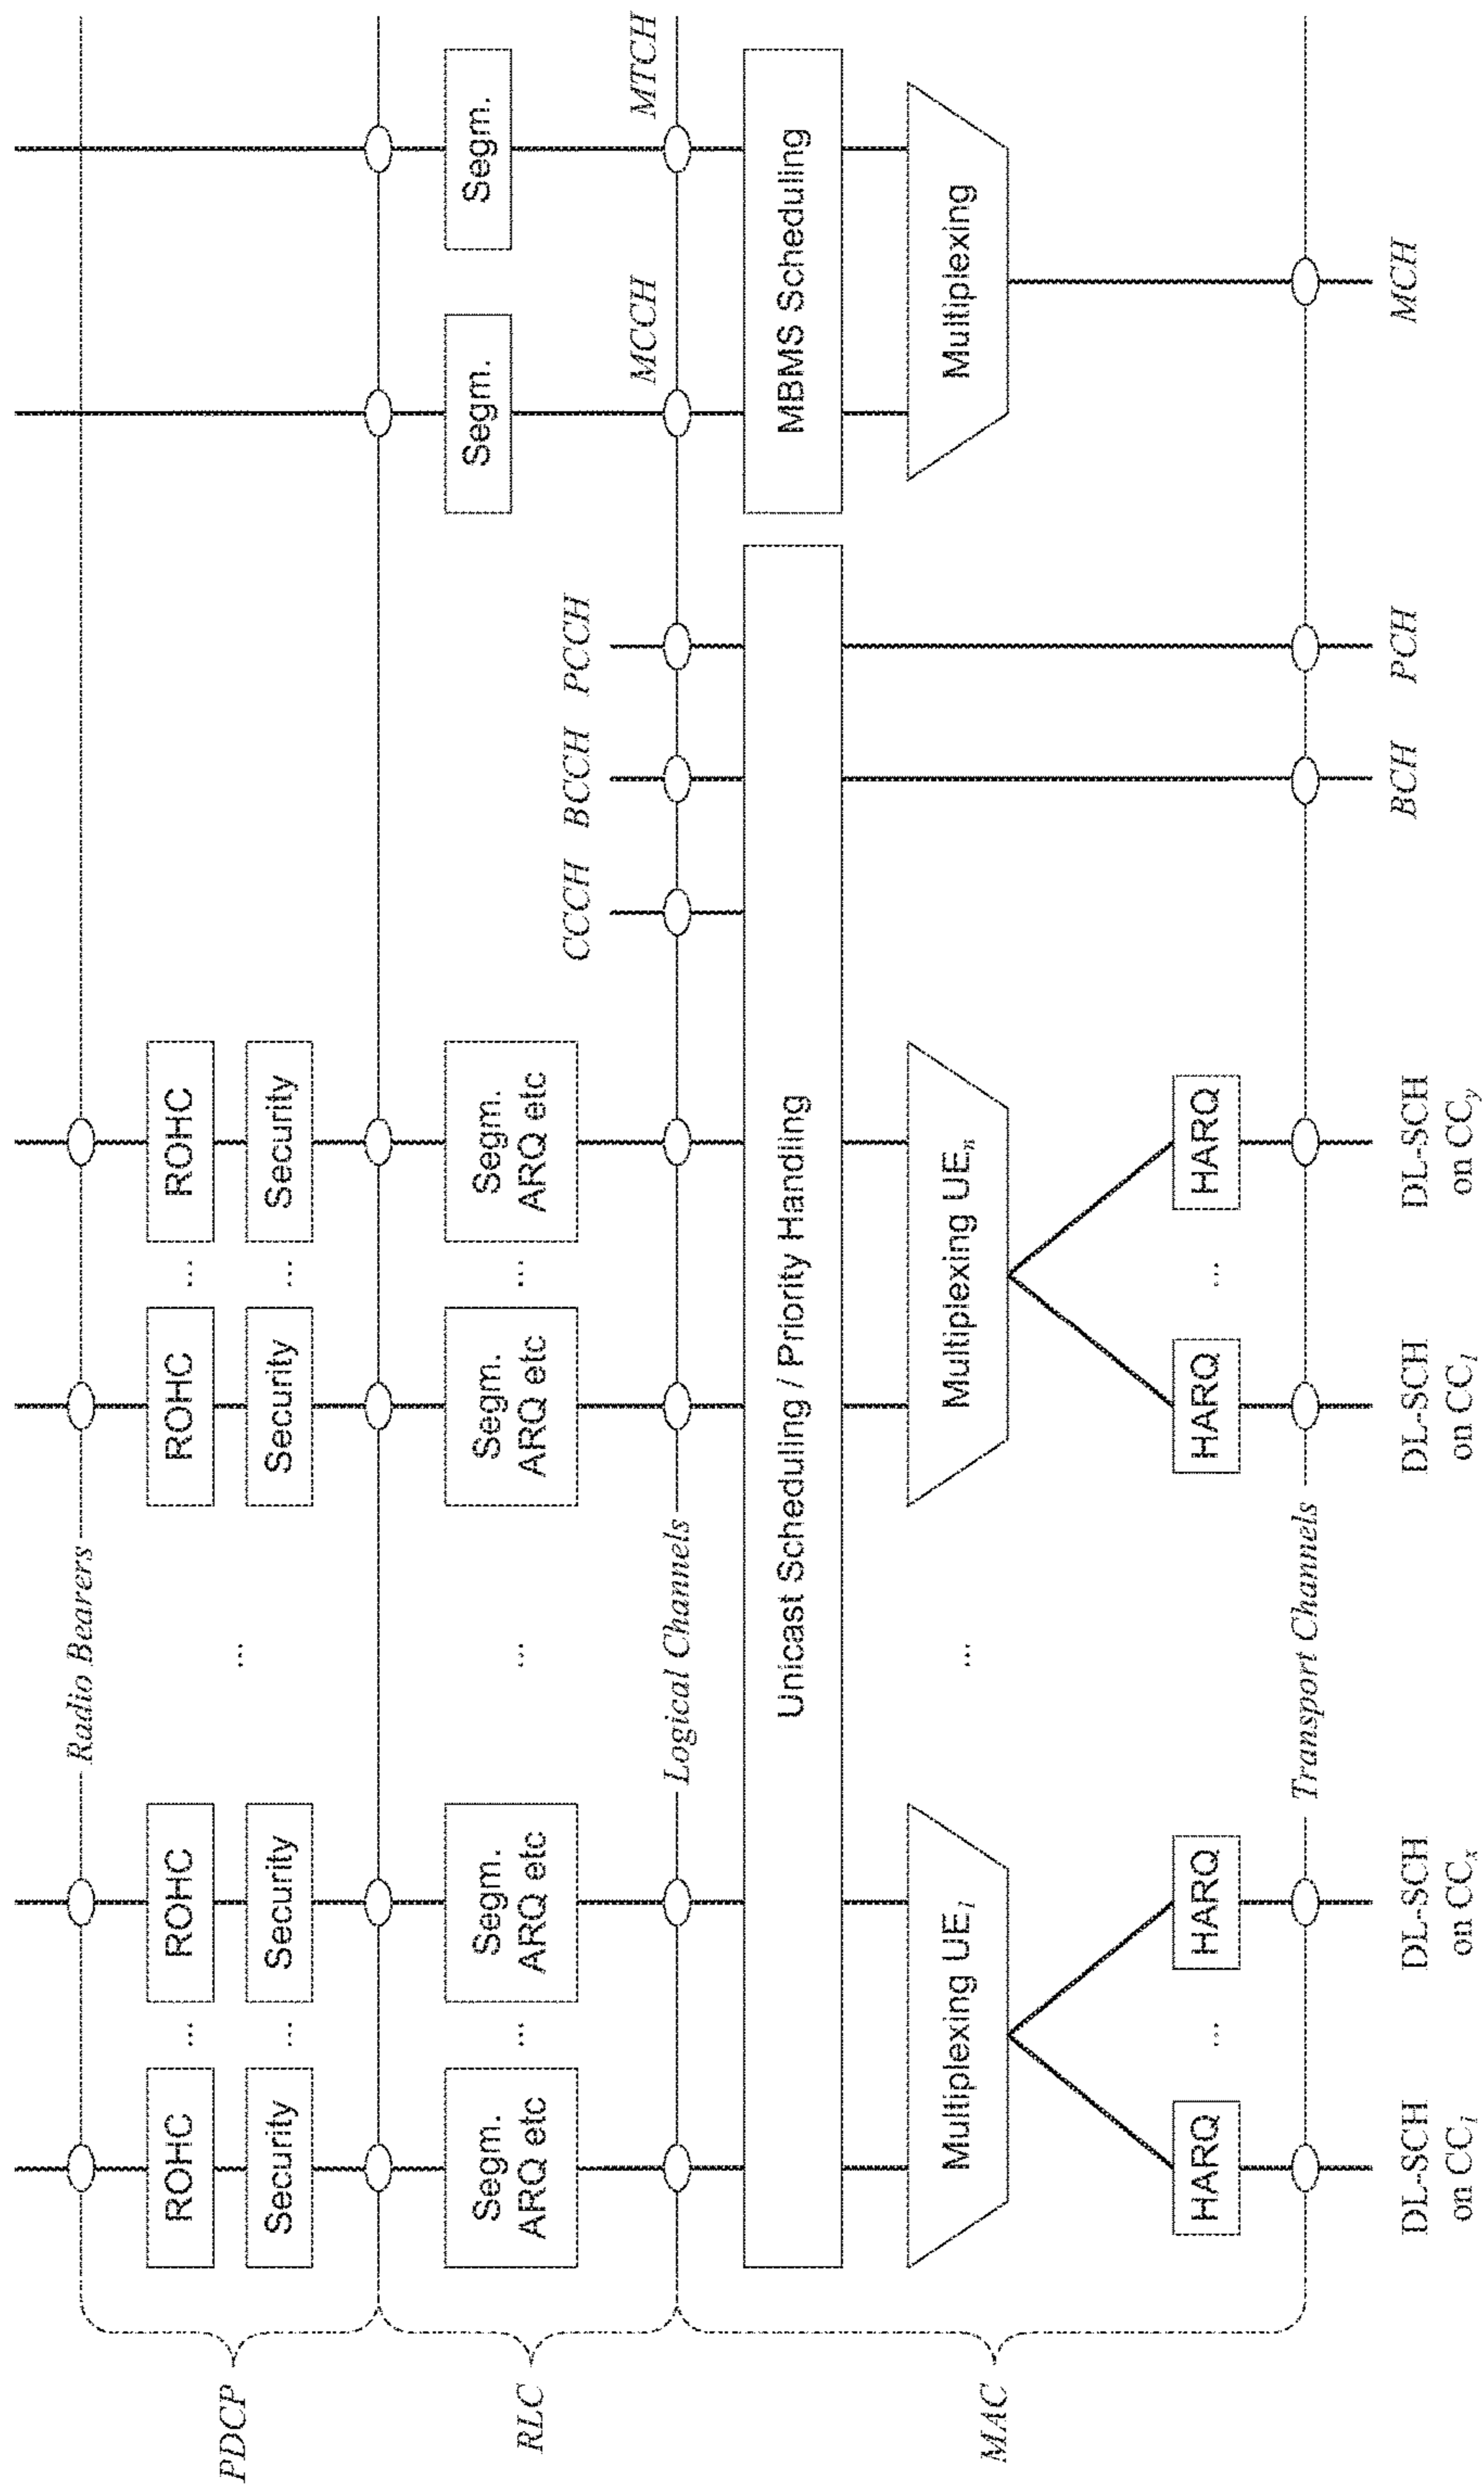 Radio Bearers
ROHC ... ROHC ROHC ... ROHC
PDCP ...
Security ... Security Security ... Security
Segm. Segm. Segm. Segm. Segm. Segm.
RLC ... ... ...
ARQ etc ARQ etc ARQ etc ARQ etc
CCCH BCCH PCCH
MCCH MTCH
Logical Channels
Unicast Scheduling / Priority Handling MBMS Scheduling
Multiplexing UE1 ... Multiplexing UEn Multiplexing
MAC
HARQ ... HARQ HARQ ... HARQ
Transport Channels
DL-SCH DL-SCH DL-SCH DL-SCH BCH PCH MCH
on CC1 on CCx on CC1 on CCy